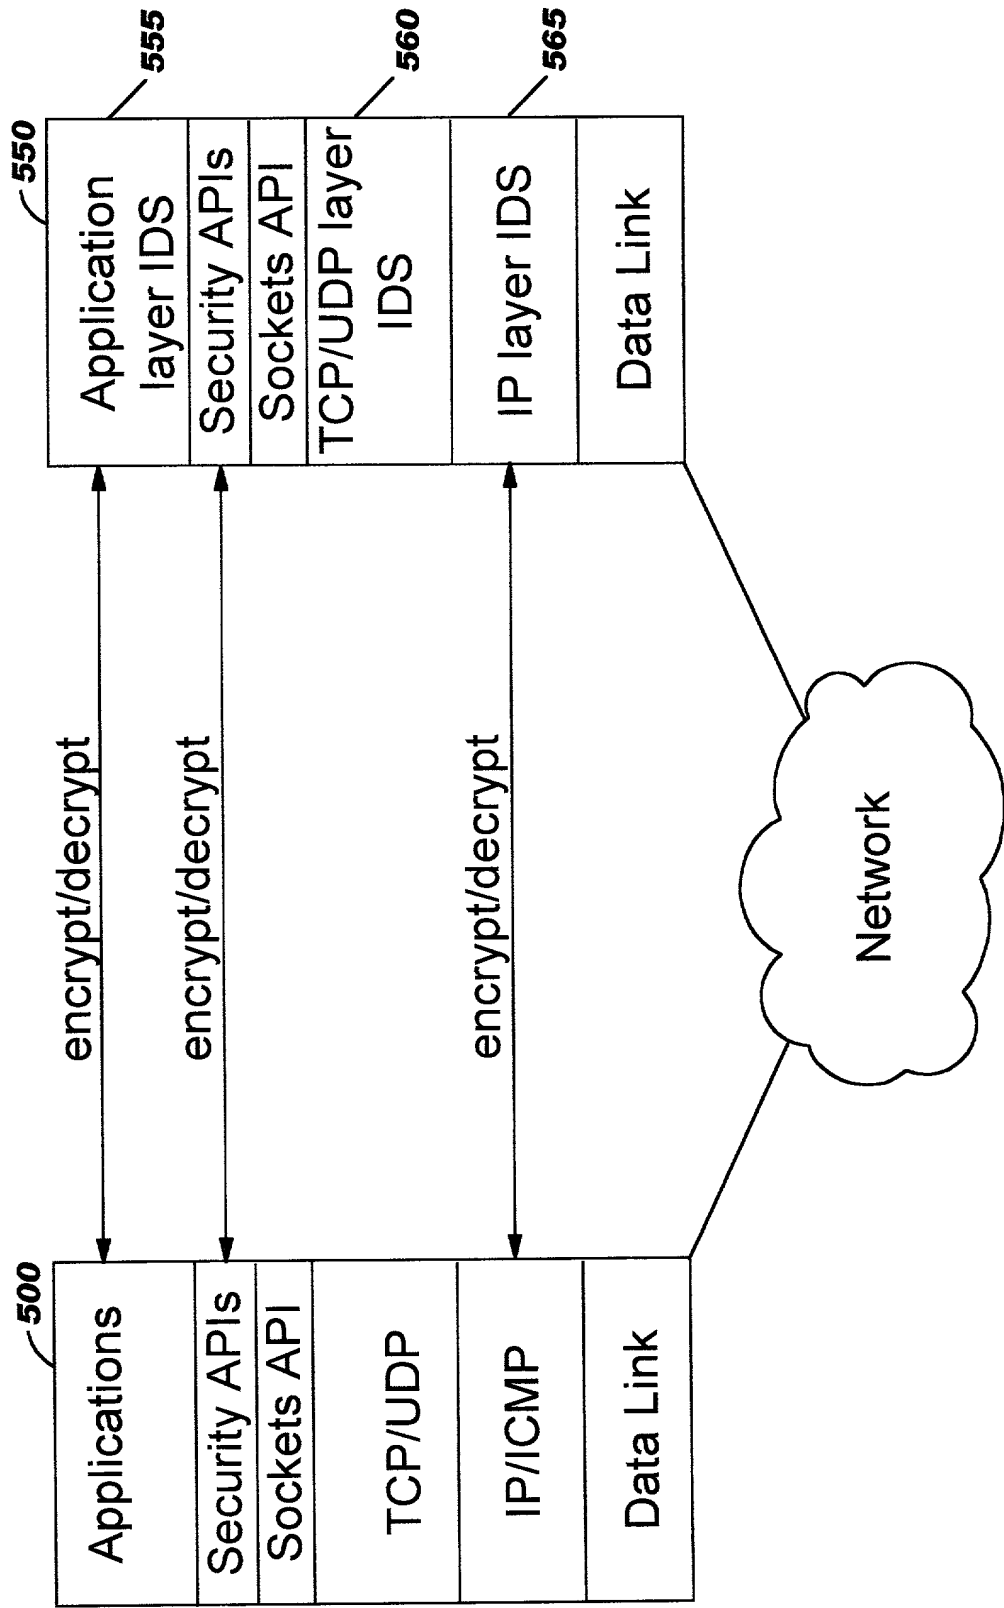 500
Applications
Security APIs
Sockets API
TCP/UDP
IP/ICMP
Data Link
encrypt/decrypt
encrypt/decrypt
encrypt/decrypt
Network
550
Application
layer IDS
Security APIs
Sockets API
TCP/UDP layer
IDS
IP layer IDS
Data Link
555
560
565